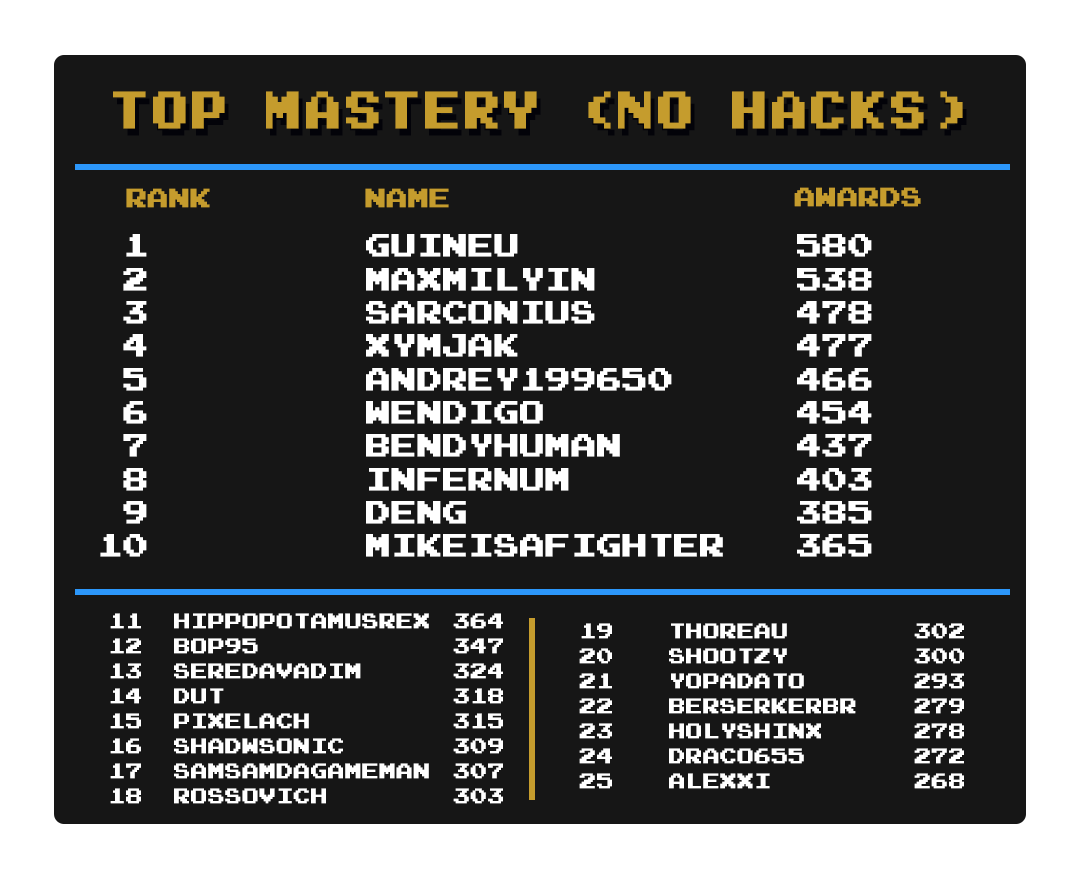 TOP MASTERY (NO HACKS)
RANK NAME AWARDS
1 GUINEU 580
2 MAXMILYIN 538
3 SARCONIUS 478
4 XYMJAK 477
5 ANDREY199650 466
6 WENDIGO 454
7 BENDYHUMAN 437
8 INFERNUM 403
9 DENG 385
10 MIKEISAFIGHTER 365
11 HIPPOPOTAMUSREX 364
12 BOP95 347
13 SEREDAVADIM 324
14 DUT 318
15 PIXELACH 315
16 SHADWSONIC 309
17 SAMSAMDAGAMEMAN 307
18 ROSSOVICH 303
19 THOREAU 302
20 SHOOTZY 300
21 YOPADATO 293
22 BERSERKERBR 279
23 HOLYSHINX 278
24 DRACO655 272
25 ALEXXI 268